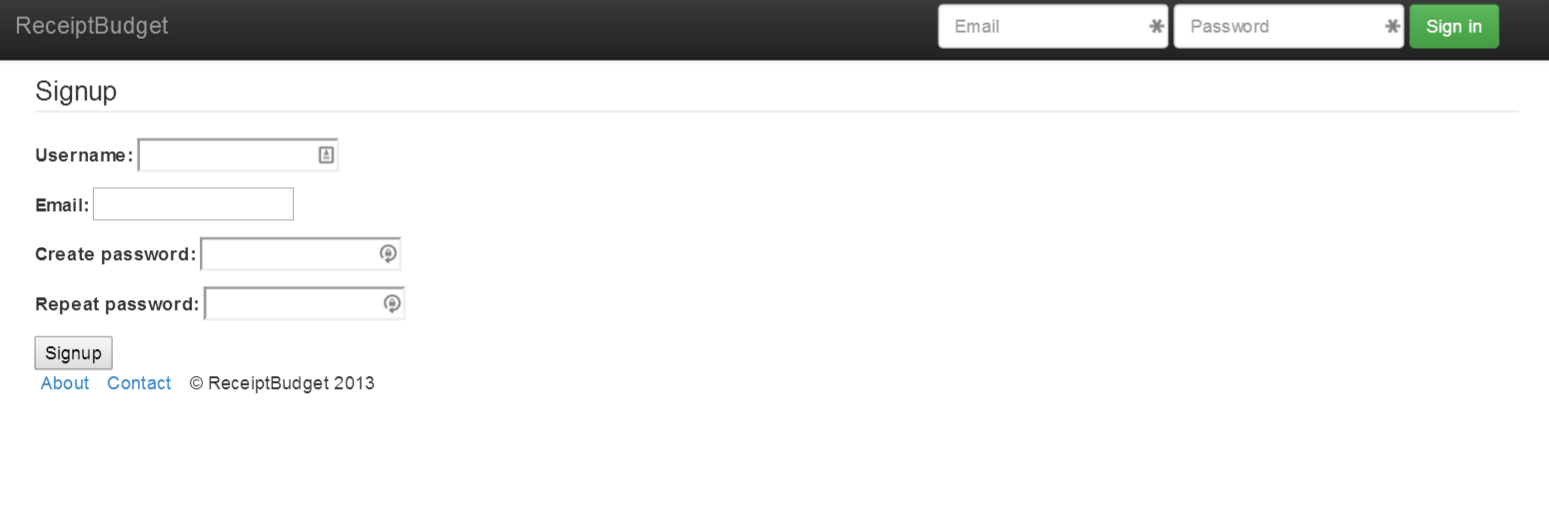 ReceiptBudget Email Password Sign in
Signup
Username:
Email:
Create password:
Repeat password:
Signup
About Contact © ReceiptBudget 2013